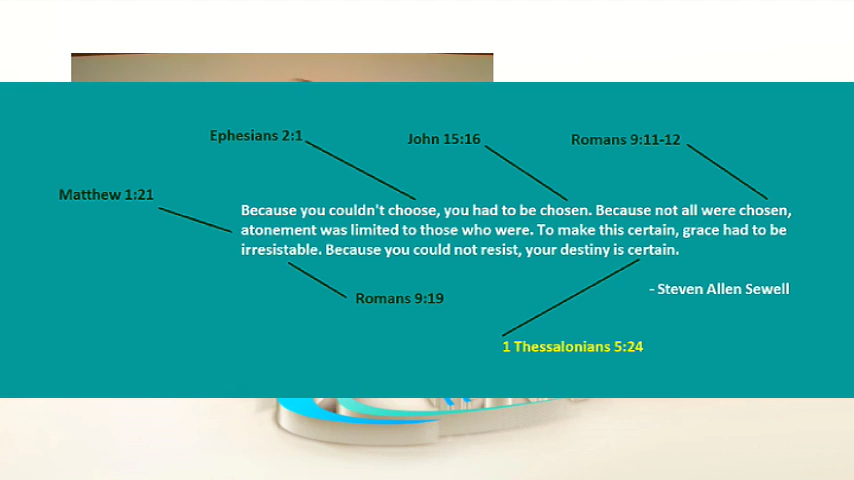 Ephesians 2:1
John 15:16
Romans 9:11-12
Matthew 1:21
Because you couldn't choose, you had to be chosen. Because not all were chosen,
atonement was limited to those who were. To make this certain, grace had to be
irresistable. Because you could not resist, your destiny is certain.
- Steven Allen Sewell
Romans 9:19
1 Thessalonians 5:24